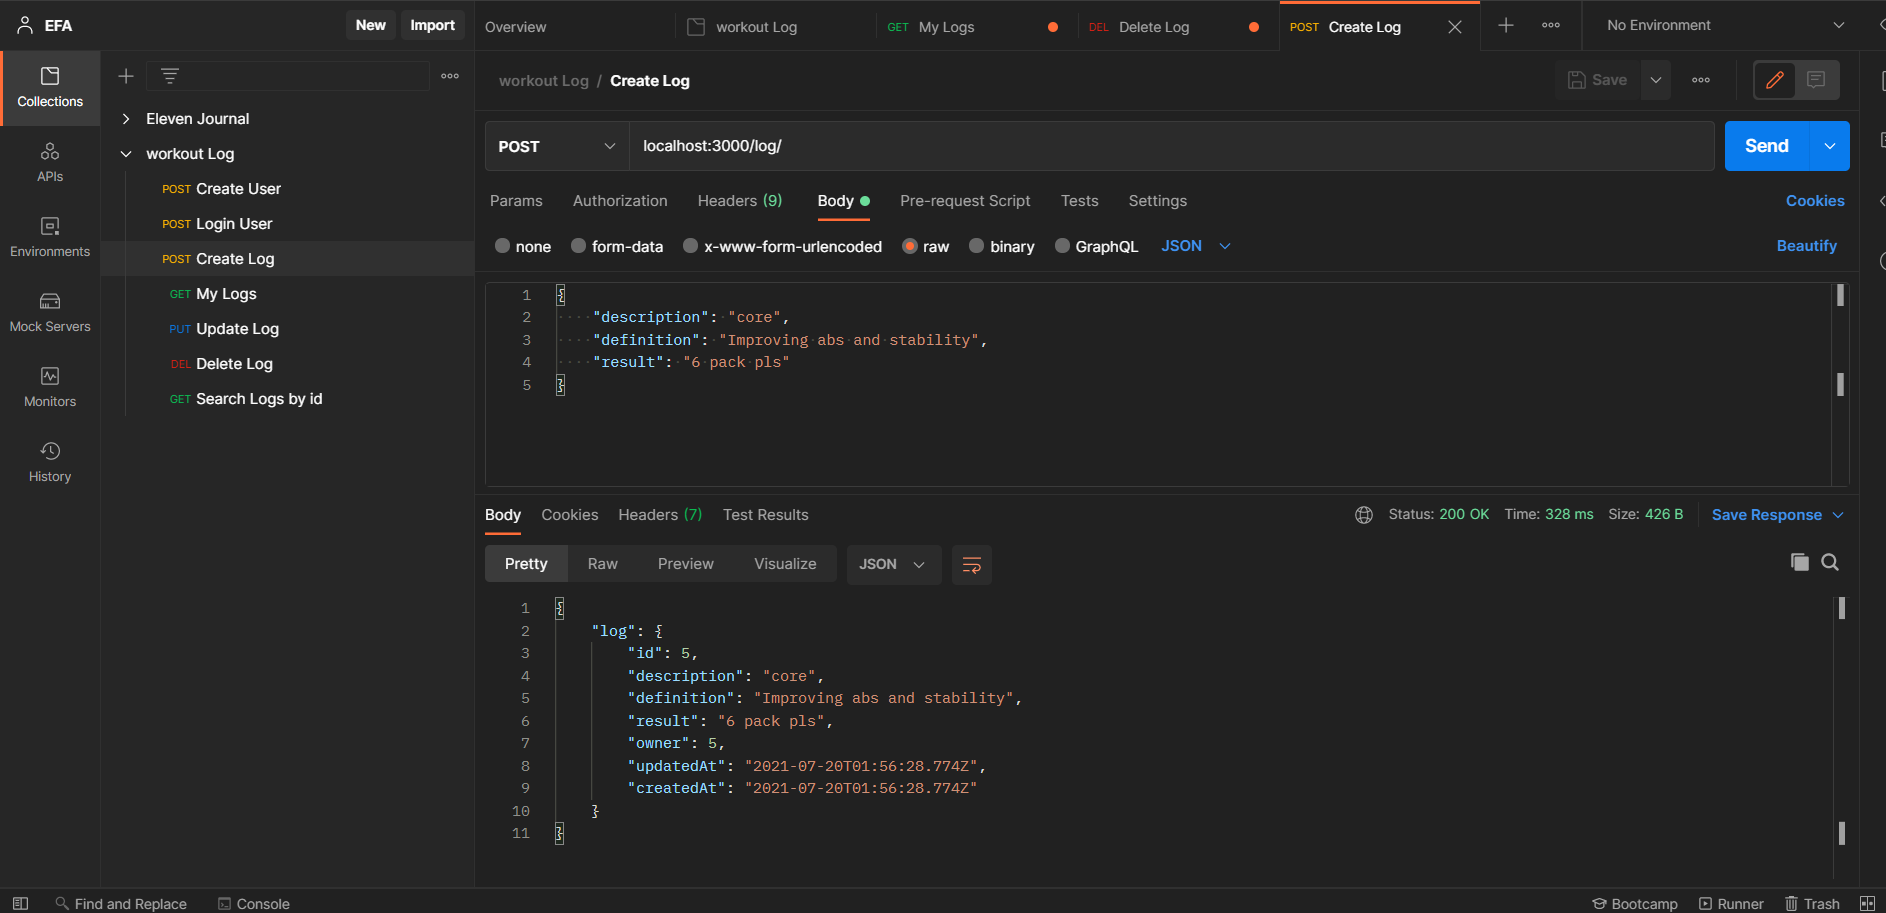 EFA
New
Import
Overview
workout Log
GET My Logs
DEL Delete Log
POST Create Log
No Environment
Collections
APIs
Environments
Mock Servers
Monitors
History
Eleven Journal
workout Log
POST Create User
POST Login User
POST Create Log
GET My Logs
PUT Update Log
DEL Delete Log
GET Search Logs by id
workout Log / Create Log
Save
POST
localhost:3000/log/
Send
Params
Authorization
Headers (9)
Body
Pre-request Script
Tests
Settings
Cookies
none
form-data
x-www-form-urlencoded
raw
binary
GraphQL
JSON
Beautify
1 {
2 "description": "core",
3 "definition": "Improving abs and stability",
4 "result": "6 pack pls"
5 }
Body
Cookies
Headers (7)
Test Results
Status: 200 OK
Time: 328 ms
Size: 426 B
Save Response
Pretty
Raw
Preview
Visualize
JSON
1 {
2 "log": {
3 "id": 5,
4 "description": "core",
5 "definition": "Improving abs and stability",
6 "result": "6 pack pls",
7 "owner": 5,
8 "updatedAt": "2021-07-20T01:56:28.774Z",
9 "createdAt": "2021-07-20T01:56:28.774Z"
10 }
11 }
Find and Replace
Console
Bootcamp
Runner
Trash